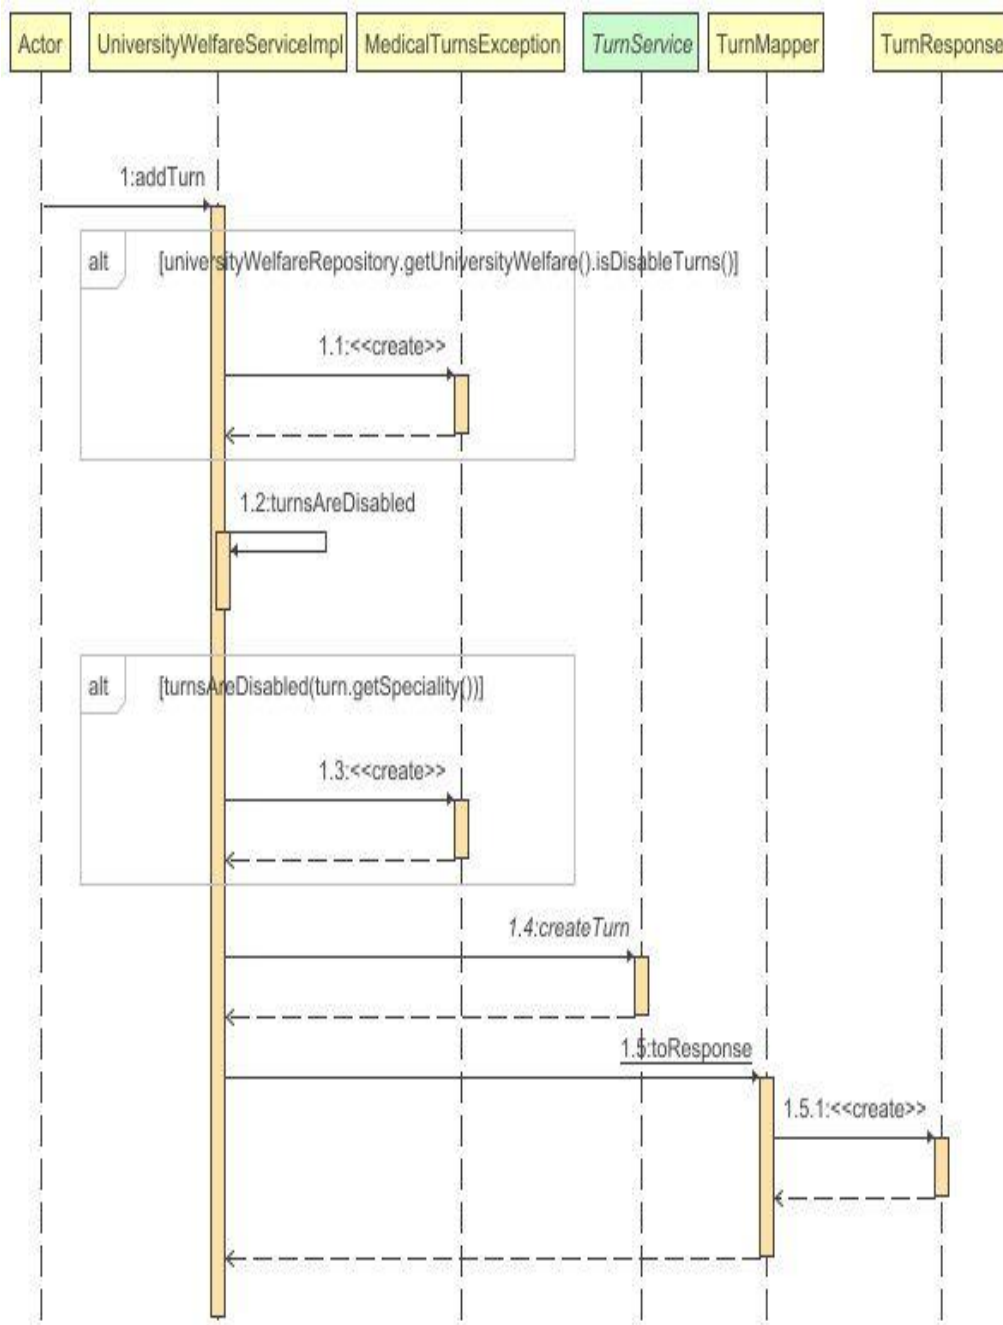 Actor
UniversityWelfareServiceImpl
MedicalTurnsException
TurnService
TurnMapper
TurnResponse
1:addTurn
alt
[universityWelfareRepository.getUniversityWelfare().isDisableTurns()]
1.1:<<create>>
1.2:turnsAreDisabled
alt
[turnsAreDisabled(turn.getSpeciality())]
1.3:<<create>>
1.4:createTurn
1.5:toResponse
1.5.1:<<create>>